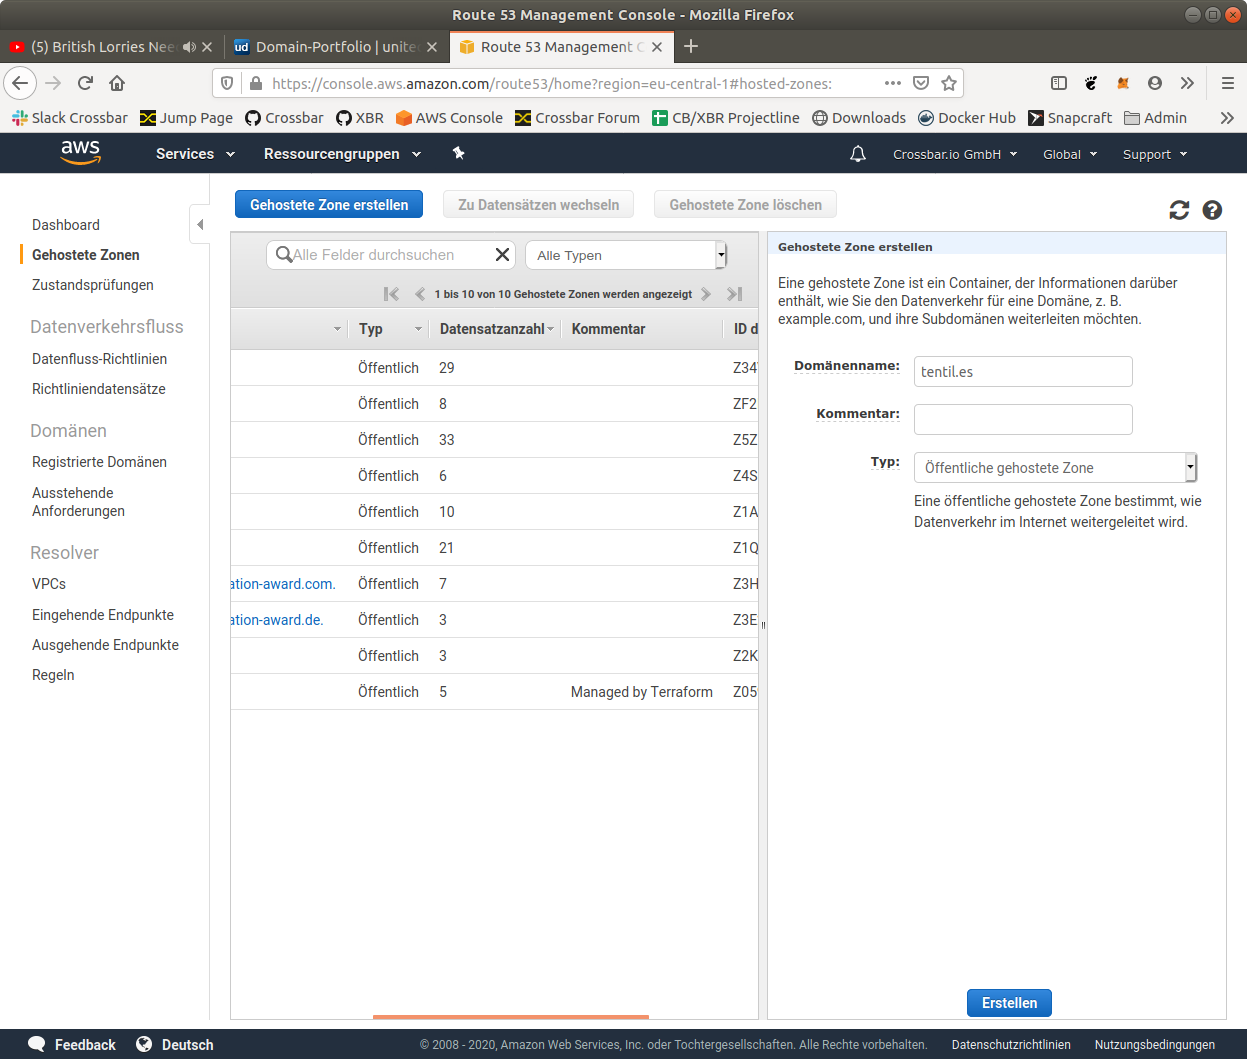 Route 53 Management Console - Mozilla Firefox
(5) British Lorries Nee
Domain-Portfolio | unite
Route 53 Management C
https://console.aws.amazon.com/route53/home?region=eu-central-1#hosted-zones:
Slack Crossbar
Jump Page
Crossbar
XBR
AWS Console
Crossbar Forum
CB/XBR Projectline
Downloads
Docker Hub
Snapcraft
Admin
aws
Services
Ressourcengruppen
Crossbar.io GmbH
Global
Support
Dashboard
Gehostete Zonen
Zustandsprüfungen
Datenverkehrsfluss
Datenfluss-Richtlinien
Richtliniendatensätze
Domänen
Registrierte Domänen
Ausstehende
Anforderungen
Resolver
VPCs
Eingehende Endpunkte
Ausgehende Endpunkte
Regeln
Gehostete Zone erstellen
Zu Datensätzen wechseln
Gehostete Zone löschen
Alle Felder durchsuchen
Alle Typen
1 bis 10 von 10 Gehostete Zonen werden angezeigt
Typ Datensatzanzahl Kommentar ID d
Öffentlich 29 Z34
Öffentlich 8 ZF2
Öffentlich 33 Z5Z
Öffentlich 6 Z4S
Öffentlich 10 Z1A
Öffentlich 21 Z1Q
ation-award.com. Öffentlich 7 Z3H
ation-award.de. Öffentlich 3 Z3E
Öffentlich 3 Z2K
Öffentlich 5 Managed by Terraform Z05
Gehostete Zone erstellen
Eine gehostete Zone ist ein Container, der Informationen darüber
enthält, wie Sie den Datenverkehr für eine Domäne, z. B.
example.com, und ihre Subdomänen weiterleiten möchten.
Domänenname: tentil.es
Kommentar:
Typ: Öffentliche gehostete Zone
Eine öffentliche gehostete Zone bestimmt, wie
Datenverkehr im Internet weitergeleitet wird.
Erstellen
Feedback
Deutsch
© 2008 - 2020, Amazon Web Services, Inc. oder Tochtergesellschaften. Alle Rechte vorbehalten.
Datenschutzrichtlinien
Nutzungsbedingungen